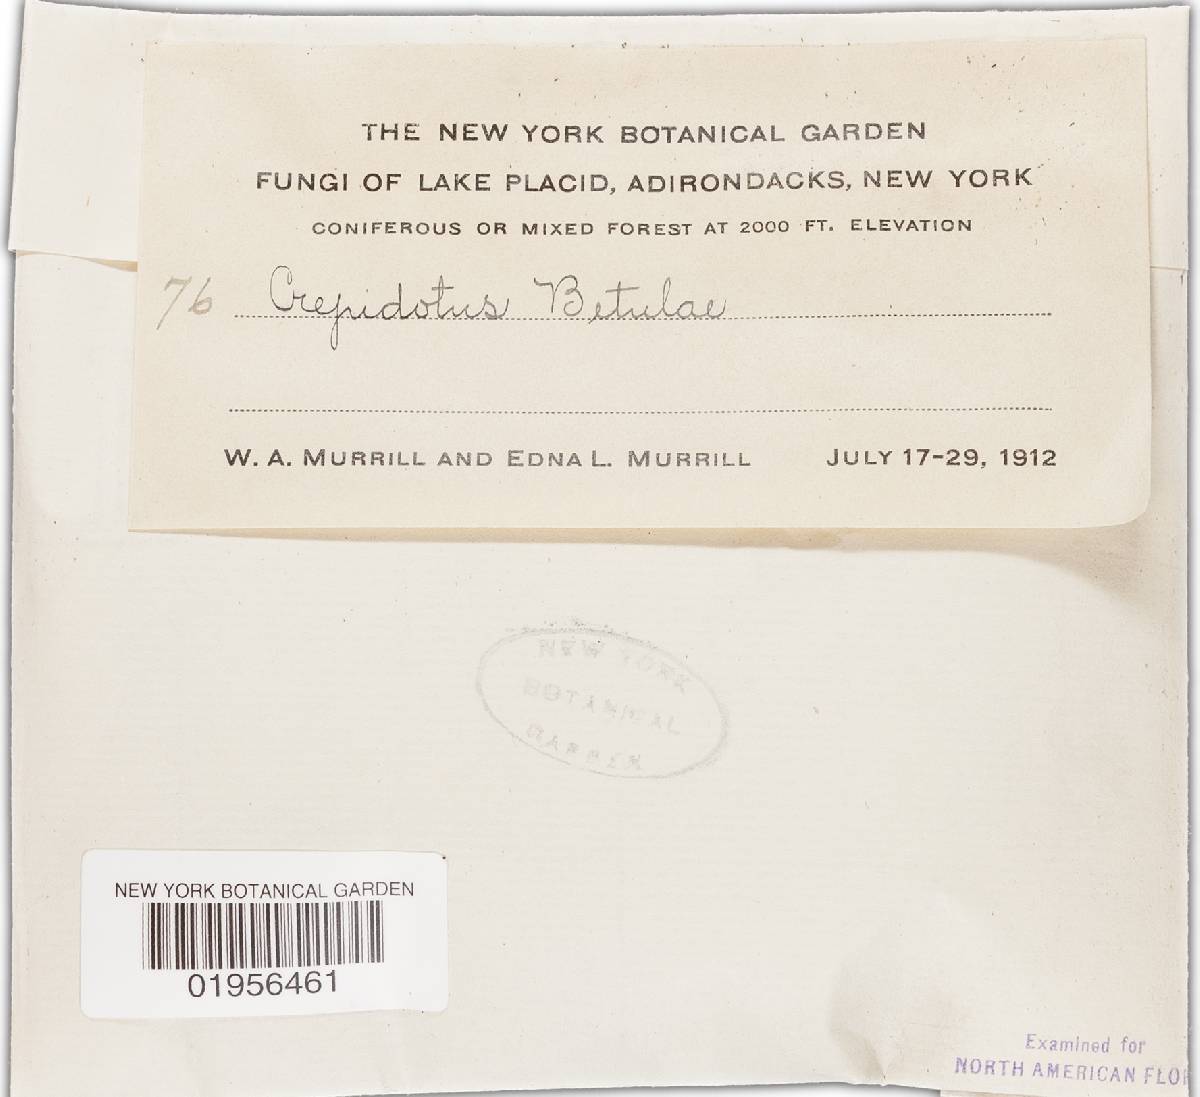 THE NEW YORK BOTANICAL GARDEN
FUNGI OF LAKE PLACID, ADIRONDACKS, NEW YORK
CONIFEROUS OR MIXED FOREST AT 2000 FT. ELEVATION
76 Crepidotus Betulae
W. A. MURRILL AND EDNA L. MURRILL JULY 17-29, 1912
NEW YORK
BOTANICAL
GARDEN
NEW YORK BOTANICAL GARDEN
01956461
Examined for
NORTH AMERICAN FLO